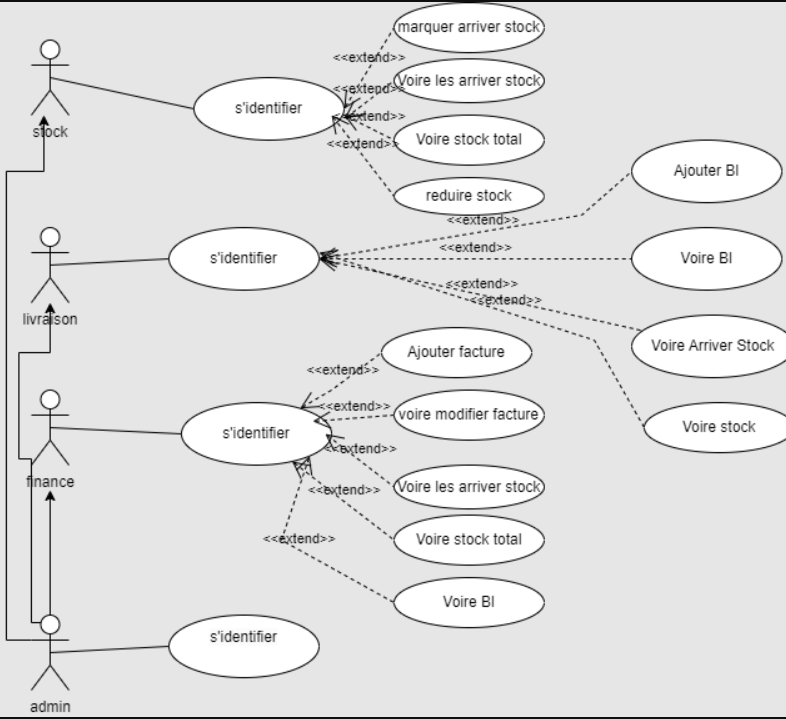 marquer arriver stock
<<extend>>
Voire les arriver stock
<<extend>>
s'identifier
<<extend>>
stock
Voire stock total
<<extend>>
reduire stock
Ajouter BI
<<extend>>
<<extend>>
s'identifier
Voire BI
<<extend>>
<<extend>>
livraison
Voire Arriver Stock
Ajouter facture
<<extend>>
<<extend>>
voire modifier facture
Voire stock
s'identifier
<<extend>>
finance
Voire les arriver stock
<<extend>>
<<extend>>
Voire stock total
Voire BI
s'identifier
admin